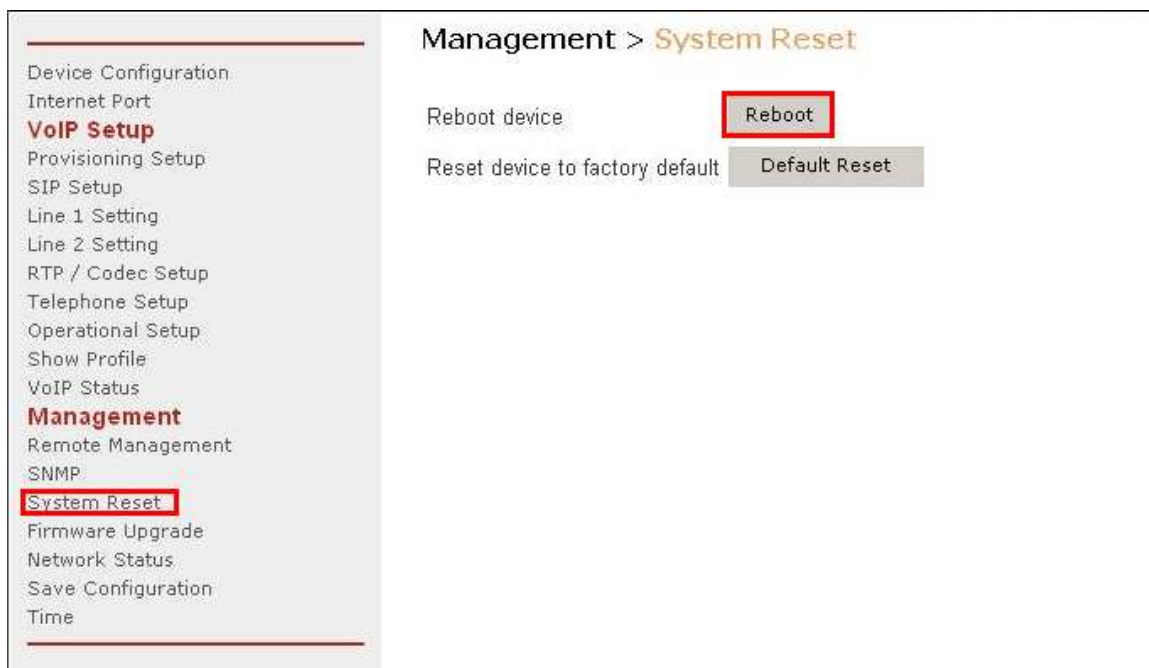 Device Configuration
Internet Port
VoIP Setup
Provisioning Setup
SIP Setup
Line 1 Setting
Line 2 Setting
RTP / Codec Setup
Telephone Setup
Operational Setup
Show Profile
VoIP Status
Management
Remote Management
SNMP
System Reset
Firmware Upgrade
Network Status
Save Configuration
Time
Management > System Reset
Reboot device Reboot
Reset device to factory default Default Reset